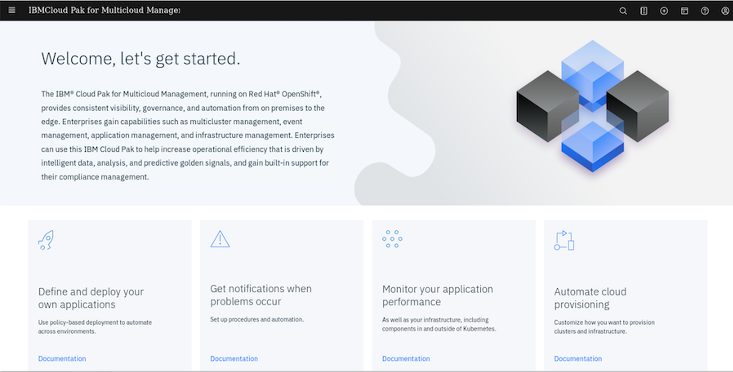 IBMCloud Pak for Multicloud Manage
Welcome, let's get started.
The IBM® Cloud Pak for Multicloud Management, running on Red Hat® OpenShift®,
provides consistent visibility, governance, and automation from on premises to the
edge. Enterprises gain capabilities such as multicluster management, event
management, application management, and infrastructure management. Enterprises
can use this IBM Cloud Pak to help increase operational efficiency that is driven by
intelligent data, analysis, and predictive golden signals, and gain built-in support for
their compliance management.
Define and deploy your
own applications
Use policy-based deployment to automate
across environments.
Documentation
Get notifications when
problems occur
Set up procedures and automation.
Documentation
Monitor your application
performance
As well as your infrastructure, including
components in and outside of Kubernetes.
Documentation
Automate cloud
provisioning
Customize how you want to provision
clusters and infrastructure.
Documentation